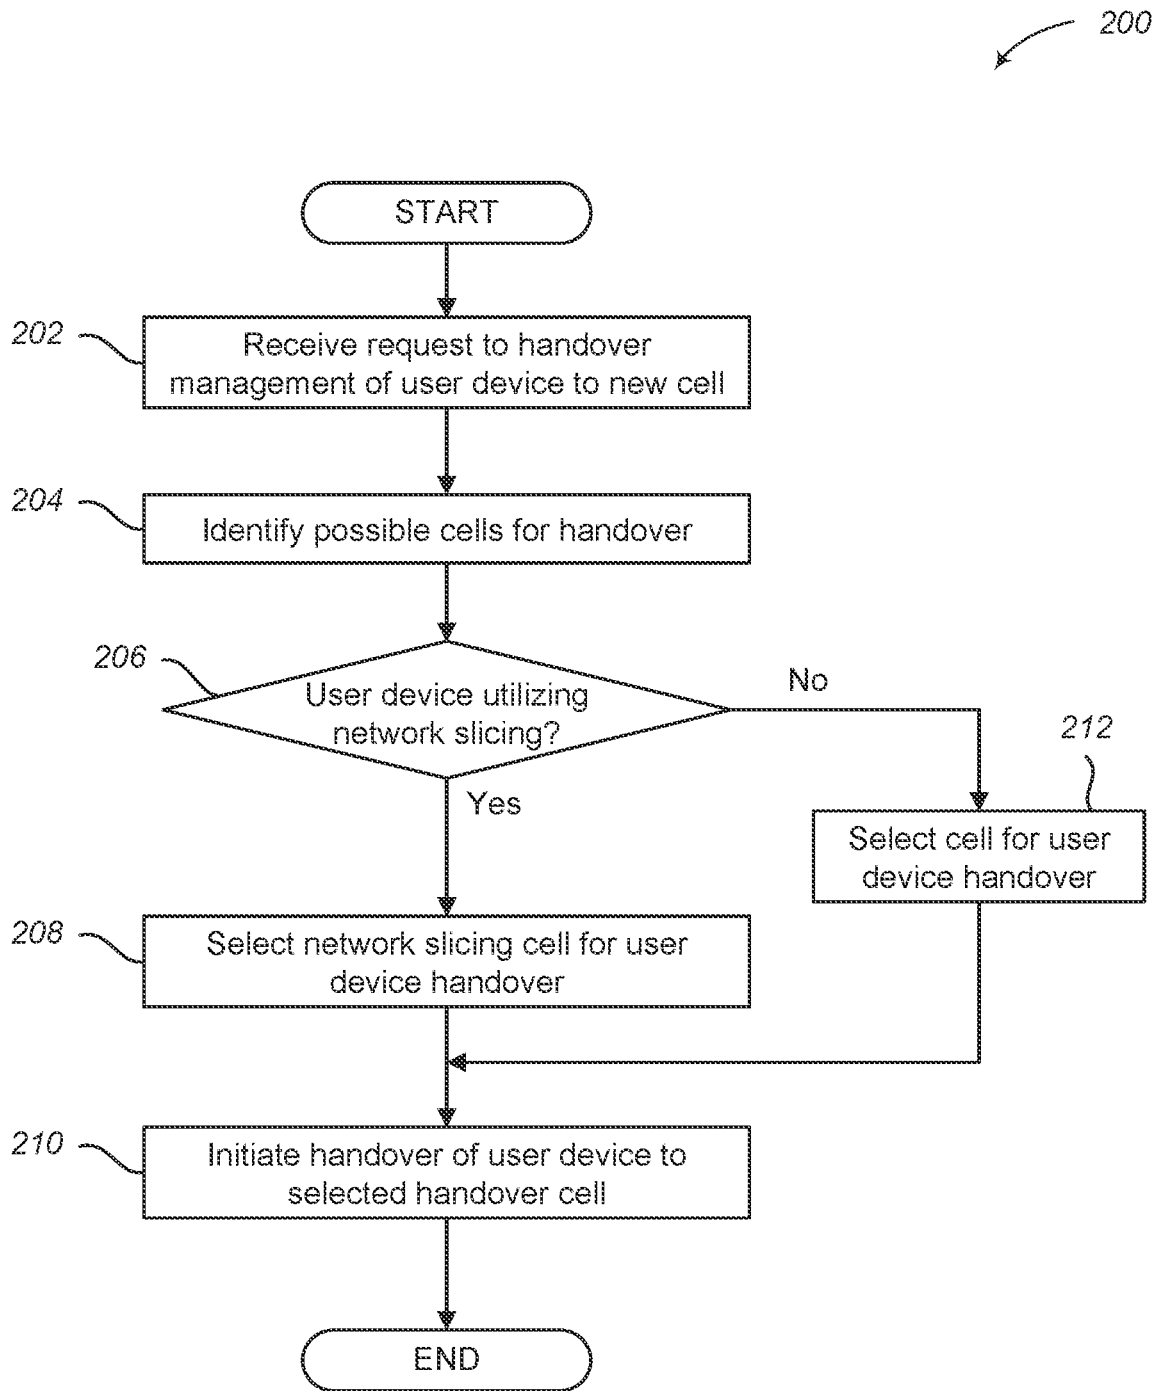 200
START
202
Receive request to handover
management of user device to new cell
204
Identify possible cells for handover
206
User device utilizing
network slicing?
No
Yes
212
Select cell for user
device handover
208
Select network slicing cell for user
device handover
210
Initiate handover of user device to
selected handover cell
END